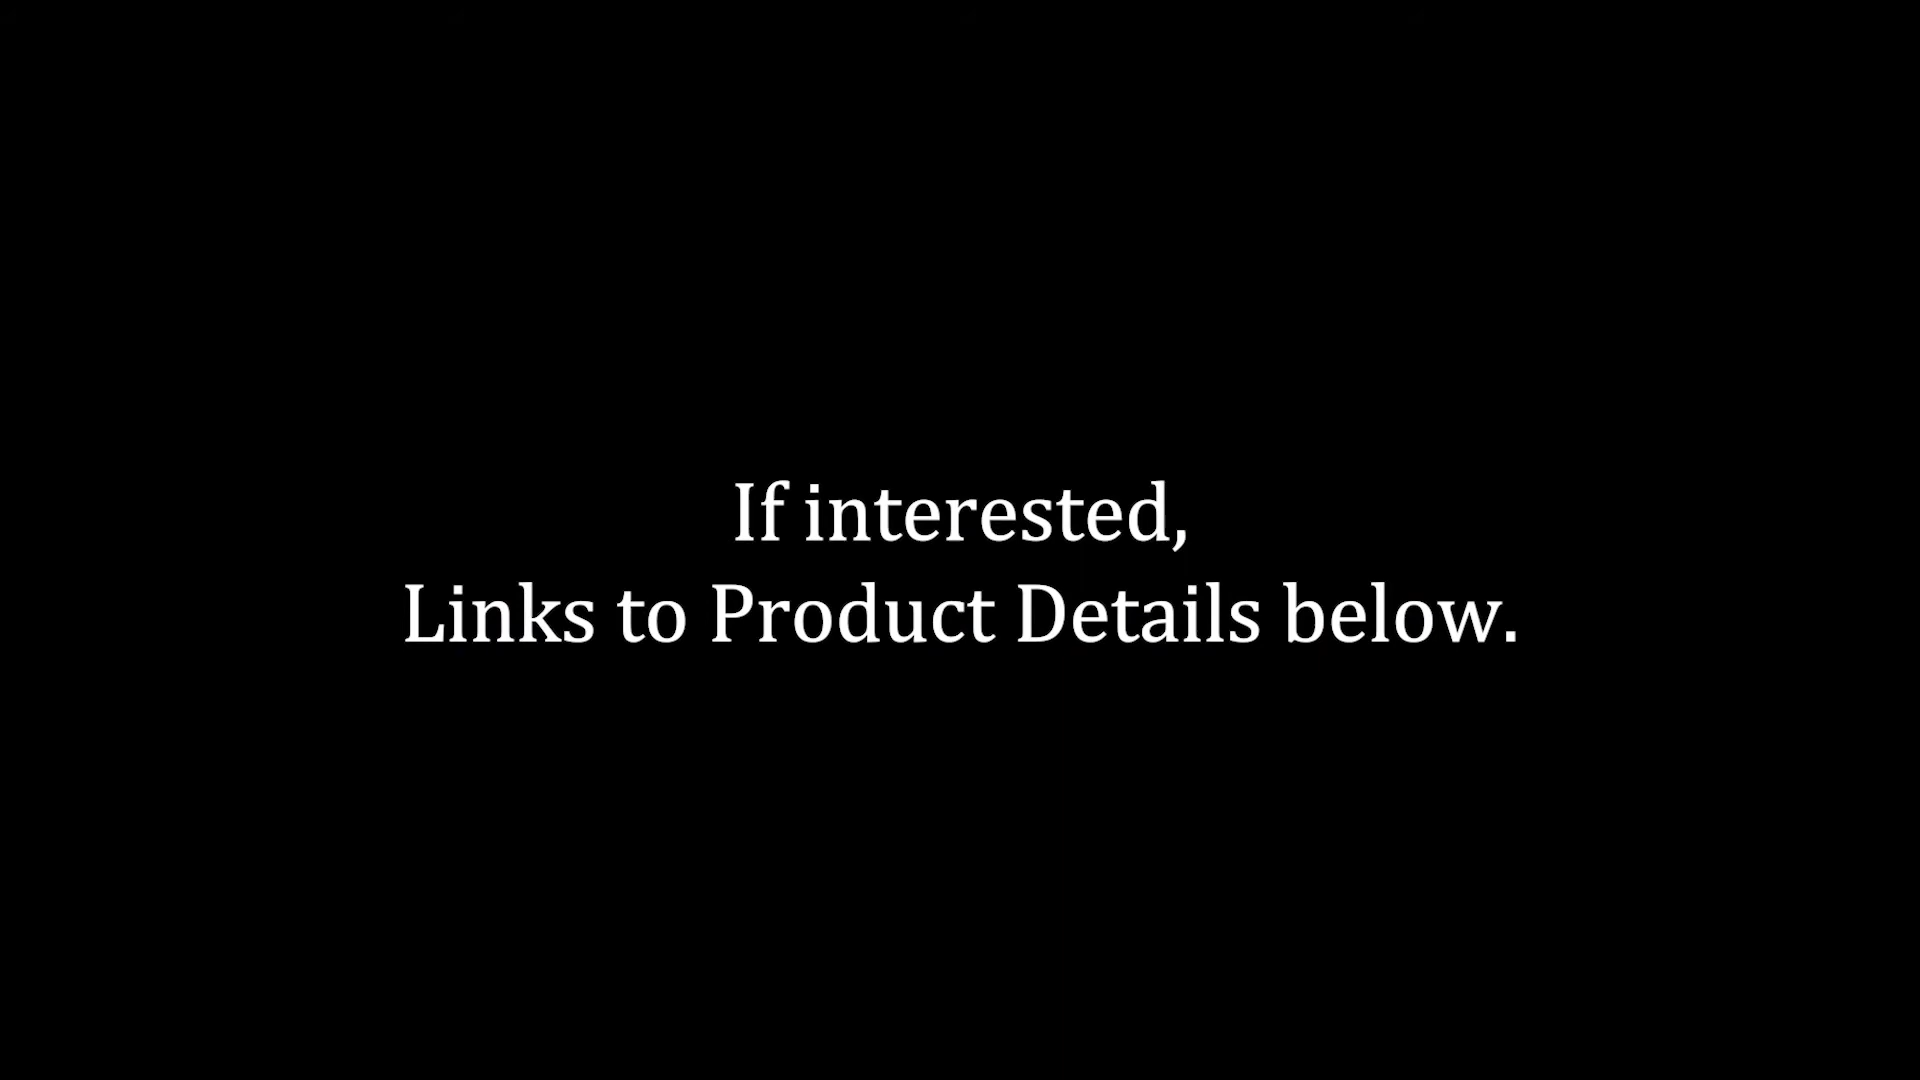 If interested,
Links to Product Details below.